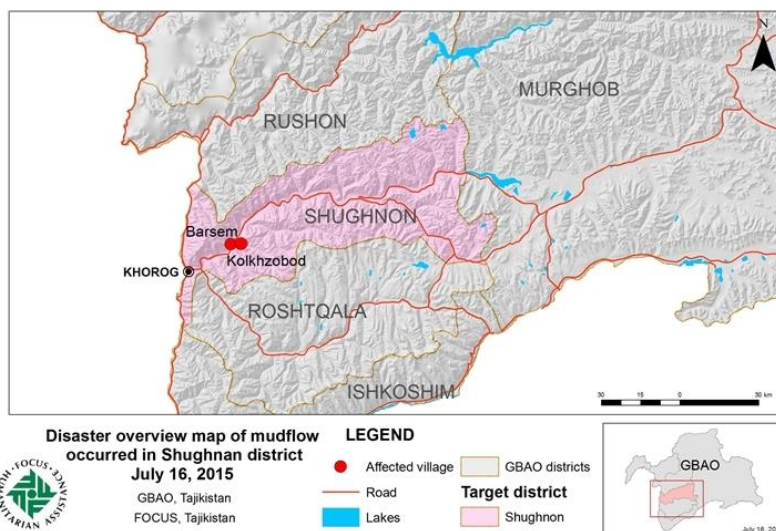 N
MURGHOB
RUSHON
SHUGHNON
Barsem
Kolkhzobod
KHOROG
ROSHTQALA
ISHKOSHIM
30 15 0 30 km
Disaster overview map of mudflow
occurred in Shughnan district
July 16, 2015
GBAO, Tajikistan
FOCUS, Tajikistan
FOCUS
LEGEND
Affected village
Road
Lakes
GBAO districts
Target district
Shughnon
GBAO